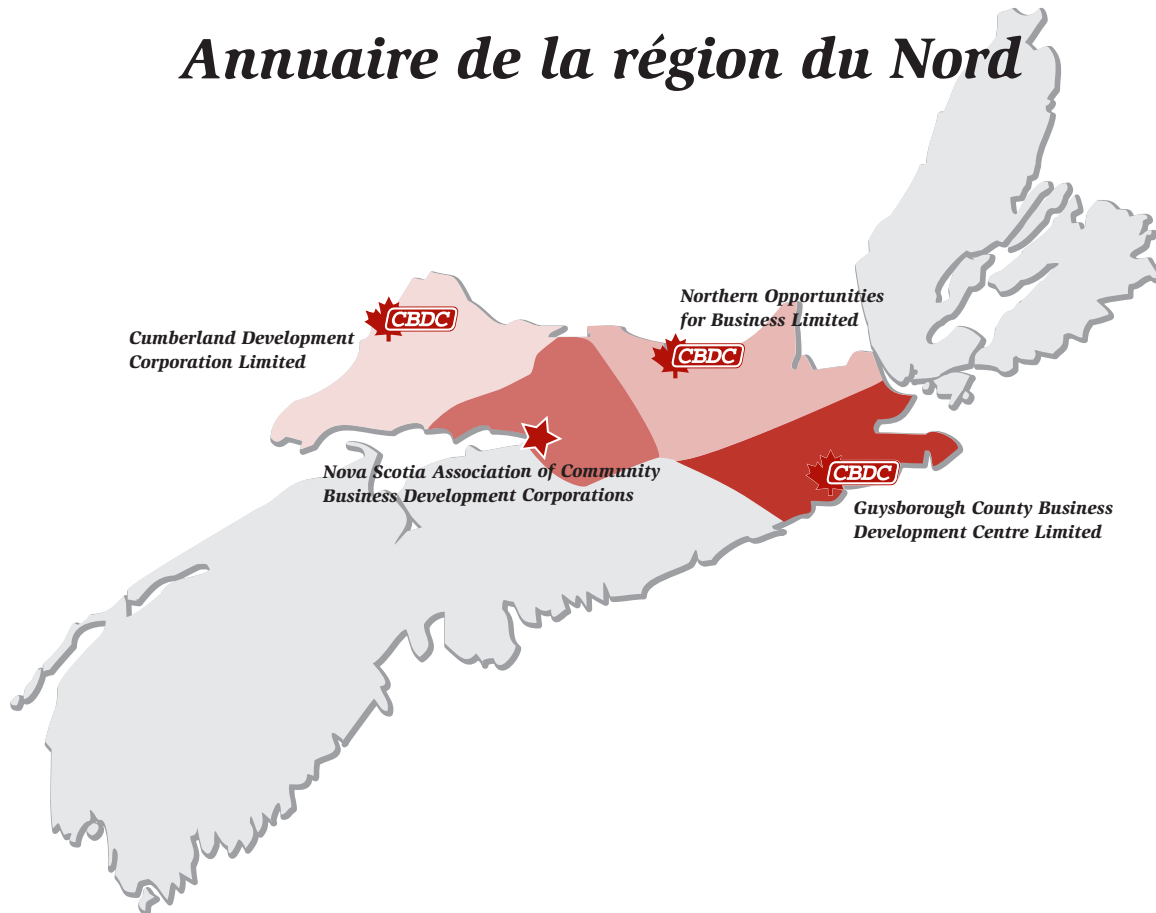 Annuaire de la région du Nord
Northern Opportunities
for Business Limited
CBDC
Cumberland Development
Corporation Limited
CBDC
Nova Scotia Association of Community
Business Development Corporations
CBDC
Guysborough County Business
Development Centre Limited